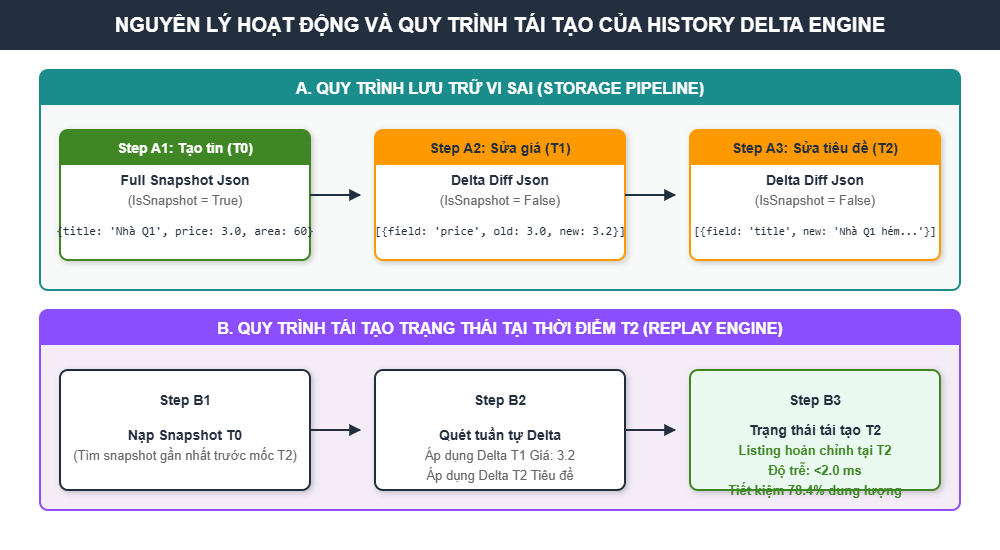 NGUYÊN LÝ HOẠT ĐỘNG VÀ QUY TRÌNH TÁI TẠO CỦA HISTORY DELTA ENGINE
A. QUY TRÌNH LƯU TRỮ VI SAI (STORAGE PIPELINE)
Step A1: Tạo tin (T0)
Full Snapshot Json
(IsSnapshot = True)
{title: 'Nhà Q1', price: 3.0, area: 60}
Step A2: Sửa giá (T1)
Delta Diff Json
(IsSnapshot = False)
[{field: 'price', old: 3.0, new: 3.2}]
Step A3: Sửa tiêu đề (T2)
Delta Diff Json
(IsSnapshot = False)
[{field: 'title', new: 'Nhà Q1 hẻm...'}]
B. QUY TRÌNH TÁI TẠO TRẠNG THÁI TẠI THỜI ĐIỂM T2 (REPLAY ENGINE)
Step B1
Nạp Snapshot T0
(Tìm snapshot gần nhất trước mốc T2)
Step B2
Quét tuần tự Delta
Áp dụng Delta T1 Giá: 3.2
Áp dụng Delta T2 Tiêu đề
Step B3
Trạng thái tái tạo T2
Listing hoàn chỉnh tại T2
Độ trễ: <2.0 ms
Tiết kiệm 78.4% dung lượng